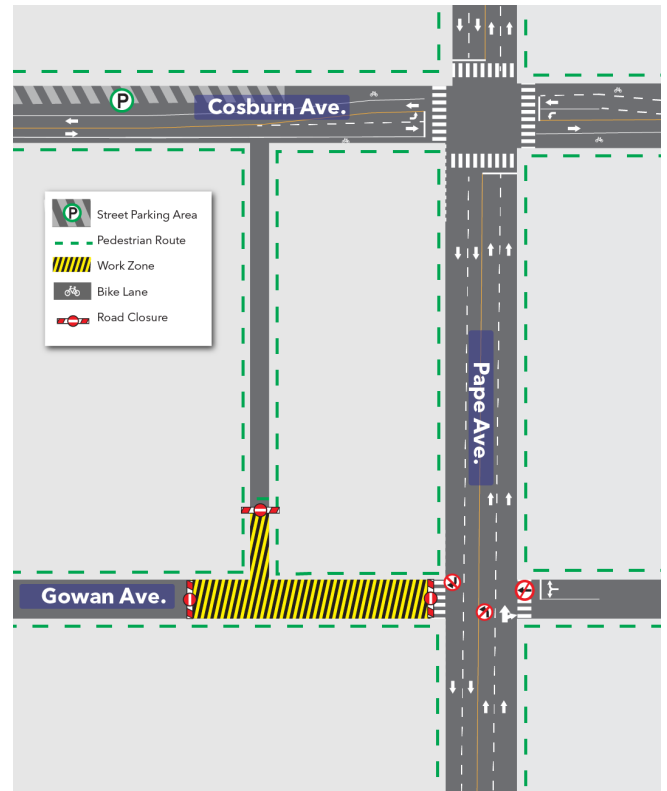 Cosburn Ave.
P
P
Street Parking Area
Pedestrian Route
Work Zone
Bike Lane
Road Closure
Pape Ave.
Gowan Ave.